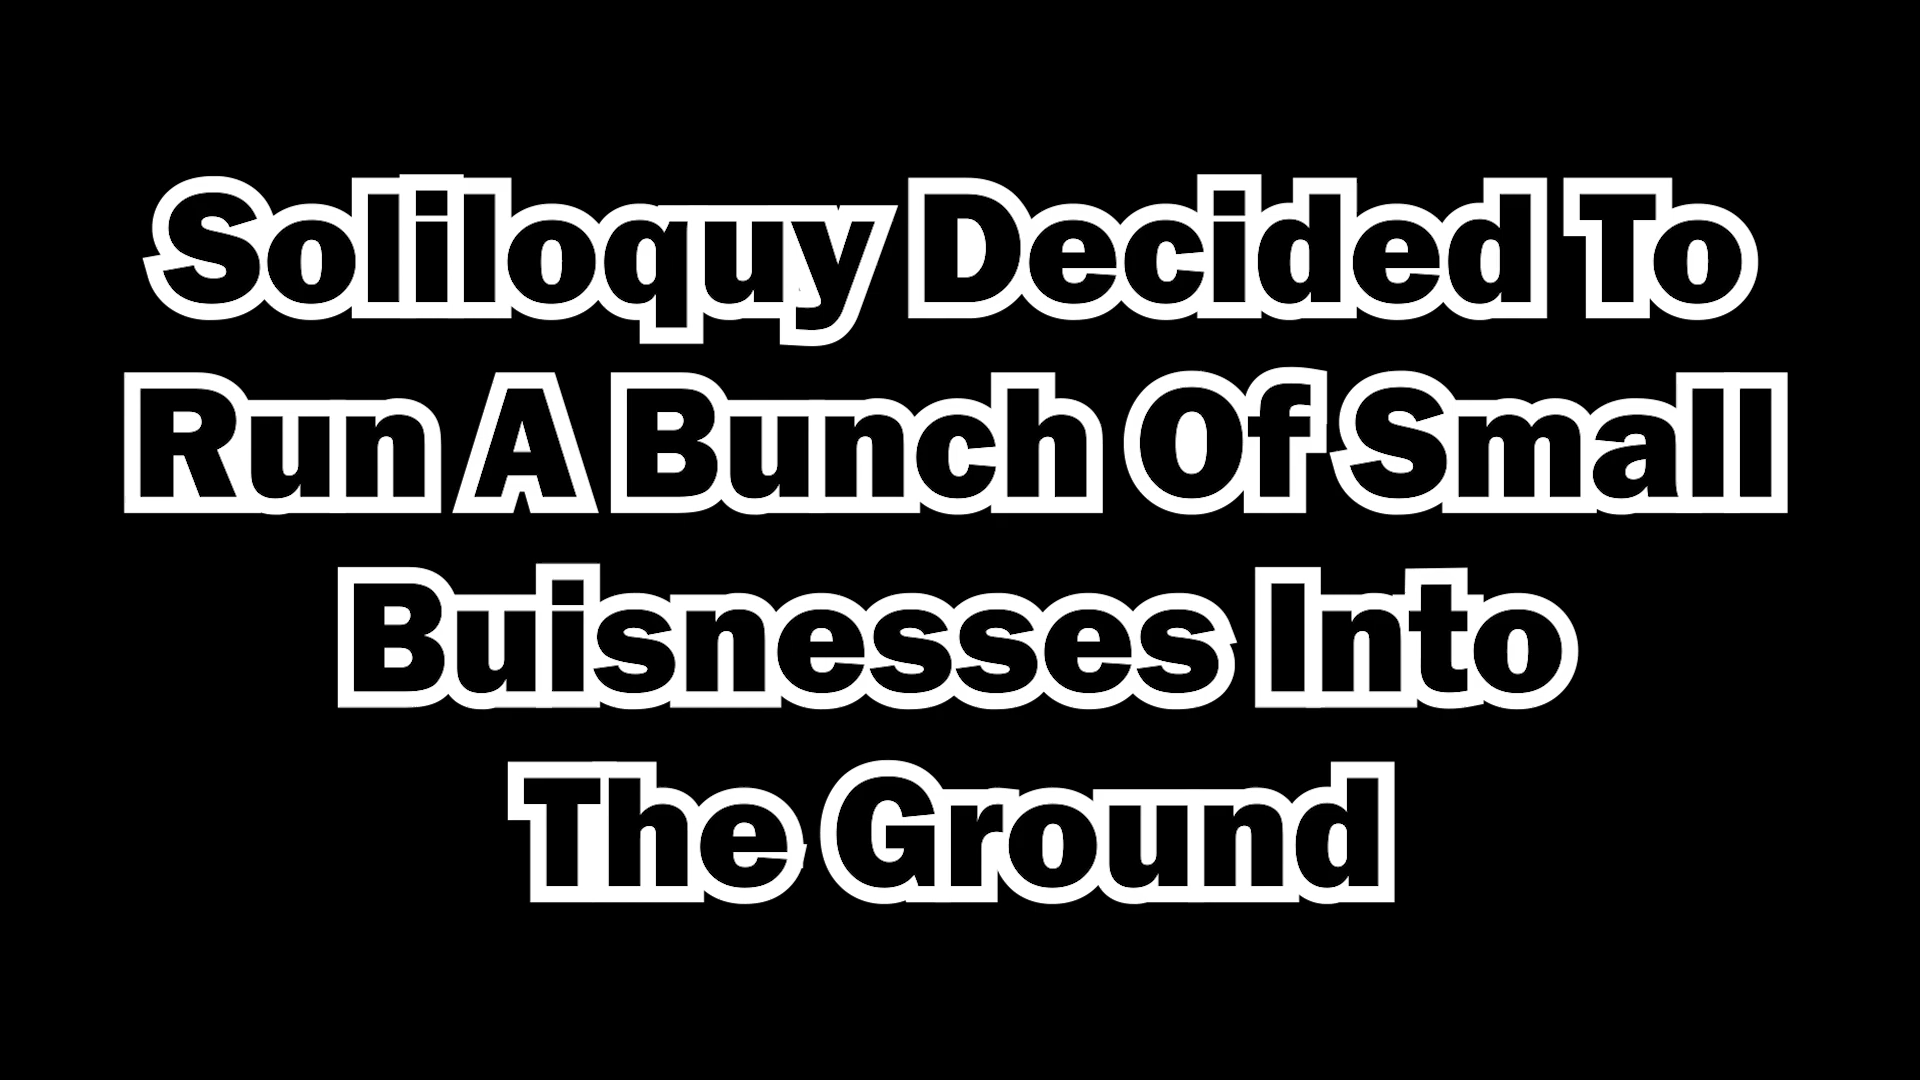 Soliloquy Decided To
Run A Bunch Of Small
Buisnesses Into
The Ground